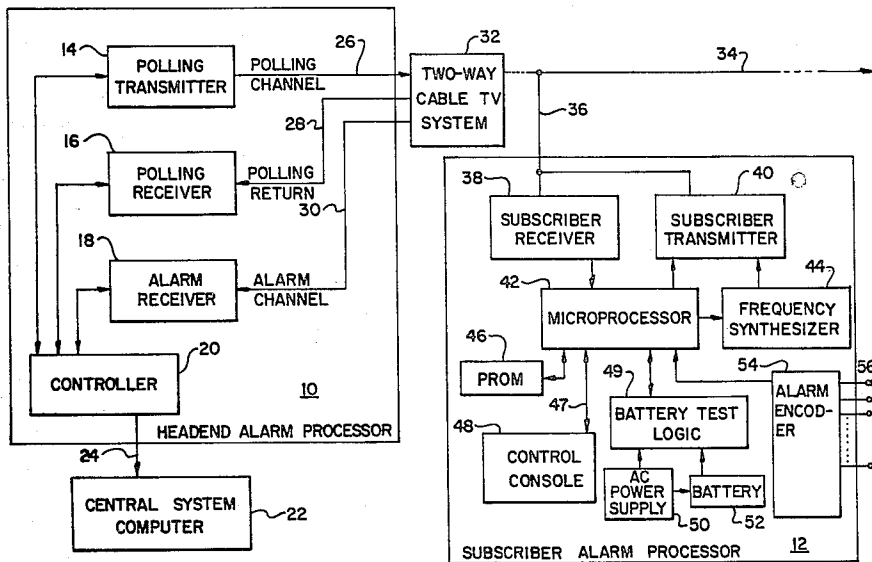 14
POLLING
TRANSMITTER
POLLING
CHANNEL
26
32
TWO-WAY
CABLE TV
SYSTEM
34
28
36
16
POLLING
RECEIVER
POLLING
RETURN
30
18
ALARM
RECEIVER
ALARM
CHANNEL
20
CONTROLLER
10
HEADEND ALARM PROCESSOR
24
CENTRAL SYSTEM
COMPUTER
22
38
SUBSCRIBER
RECEIVER
40
SUBSCRIBER
TRANSMITTER
42
MICROPROCESSOR
44
FREQUENCY
SYNTHESIZER
46
PROM
47
48
CONTROL
CONSOLE
49
BATTERY TEST
LOGIC
AC
POWER
SUPPLY
50
BATTERY
52
54
ALARM
ENCOD-
ER
56
12
SUBSCRIBER ALARM PROCESSOR